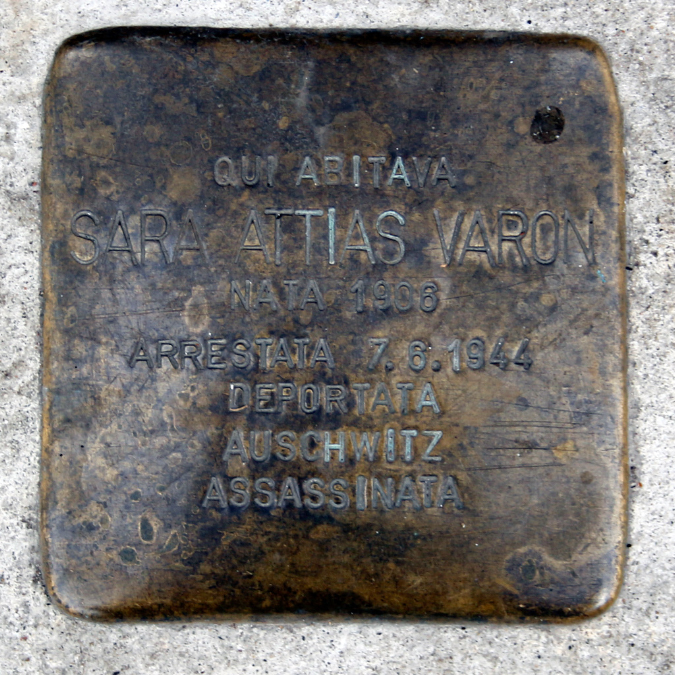 QUI ABITAVA
SARA ATTIAS VARON
NATA 1906
ARRESTATA 7.6.1944
DEPORTATA
AUSCHWITZ
ASSASSINATA